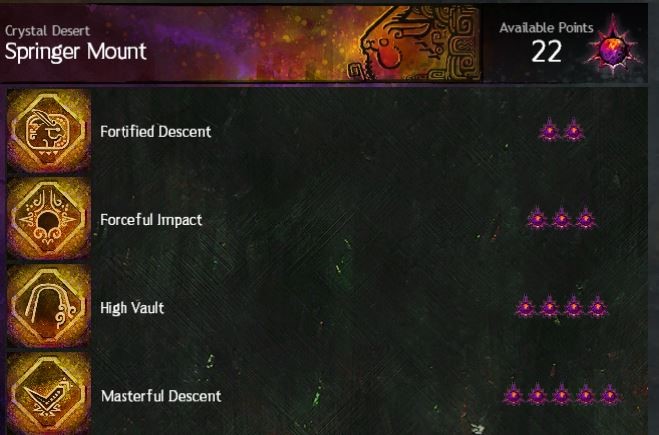 Crystal Desert
Springer Mount
Available Points
22
Fortified Descent
Forceful Impact
High Vault
Masterful Descent